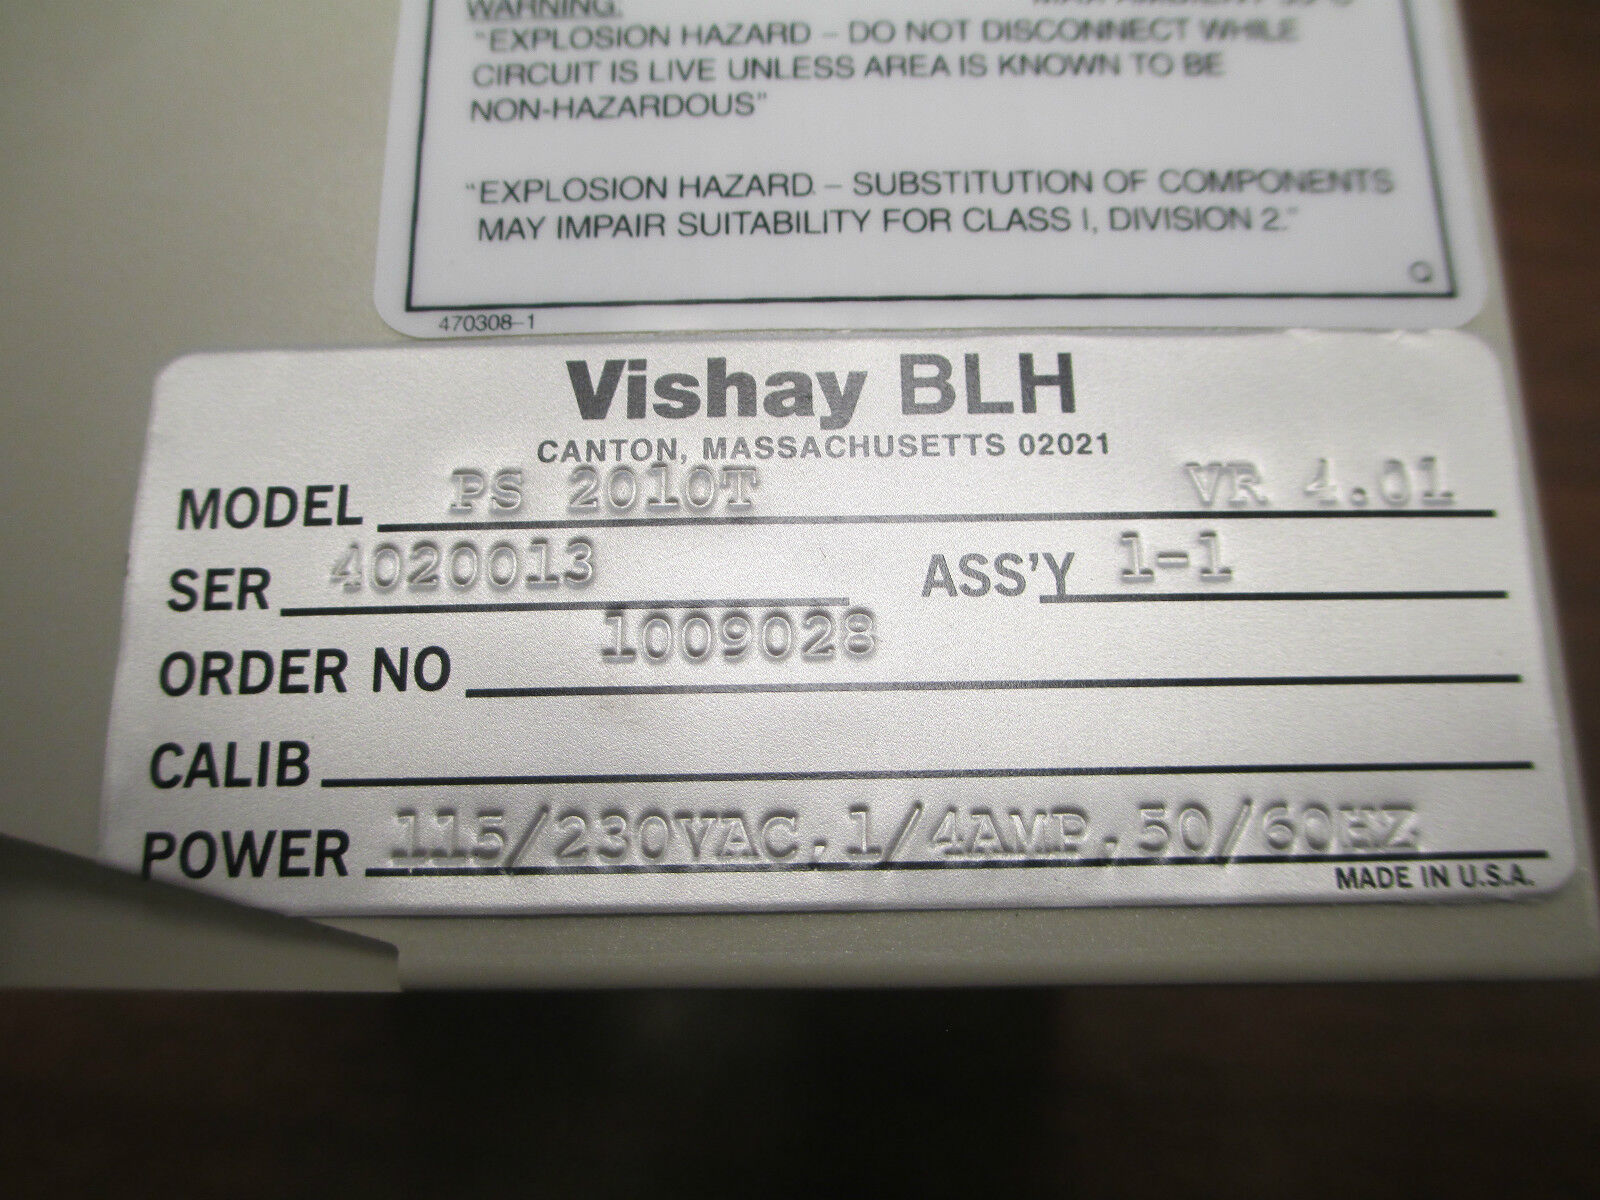 WARNING:
"EXPLOSION HAZARD – DO NOT DISCONNECT WHILE
CIRCUIT IS LIVE UNLESS AREA IS KNOWN TO BE
NON-HAZARDOUS"
"EXPLOSION HAZARD – SUBSTITUTION OF COMPONENTS
MAY IMPAIR SUITABILITY FOR CLASS I, DIVISION 2."
Q
470308-1
Vishay BLH
CANTON, MASSACHUSETTS 02021
MODEL PS 2010T VR 4.01
SER 4020013 ASS'Y 1-1
ORDER NO 1009028
CALIB
POWER 115/230VAC,1/4AMP,50/60HZ
MADE IN U.S.A.